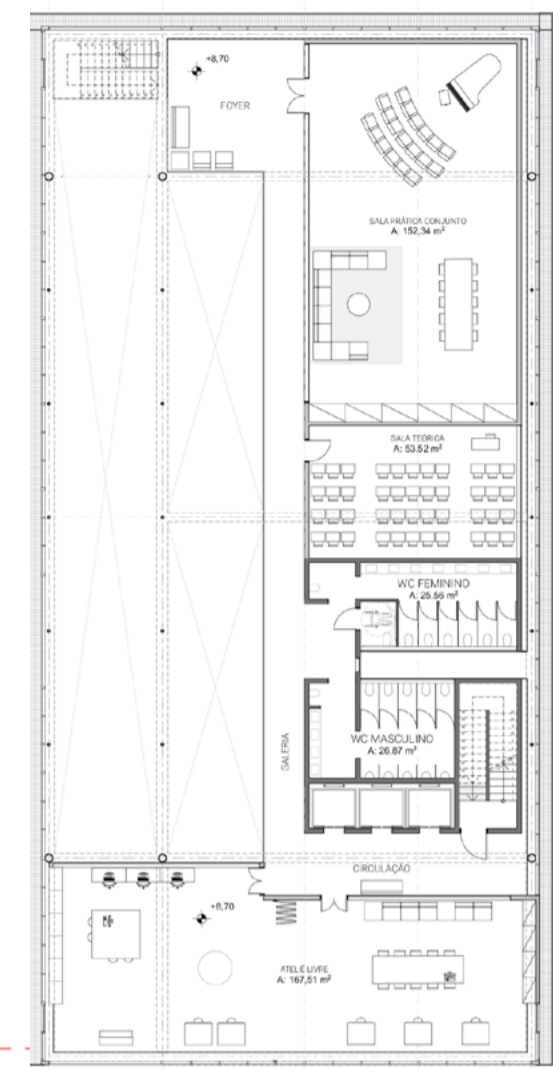 +8,70
FOYER
SALA PRÁTICA CONJUNTO
A: 152,34 m²
SALA TEÓRICA
A: 53,52 m²
WC FEMININO
A: 25,56 m²
GALERIA
WC MASCULINO
A: 26,87 m²
CIRCULAÇÃO
+8,70
ATELIÊ LIVRE
A: 167,51 m²